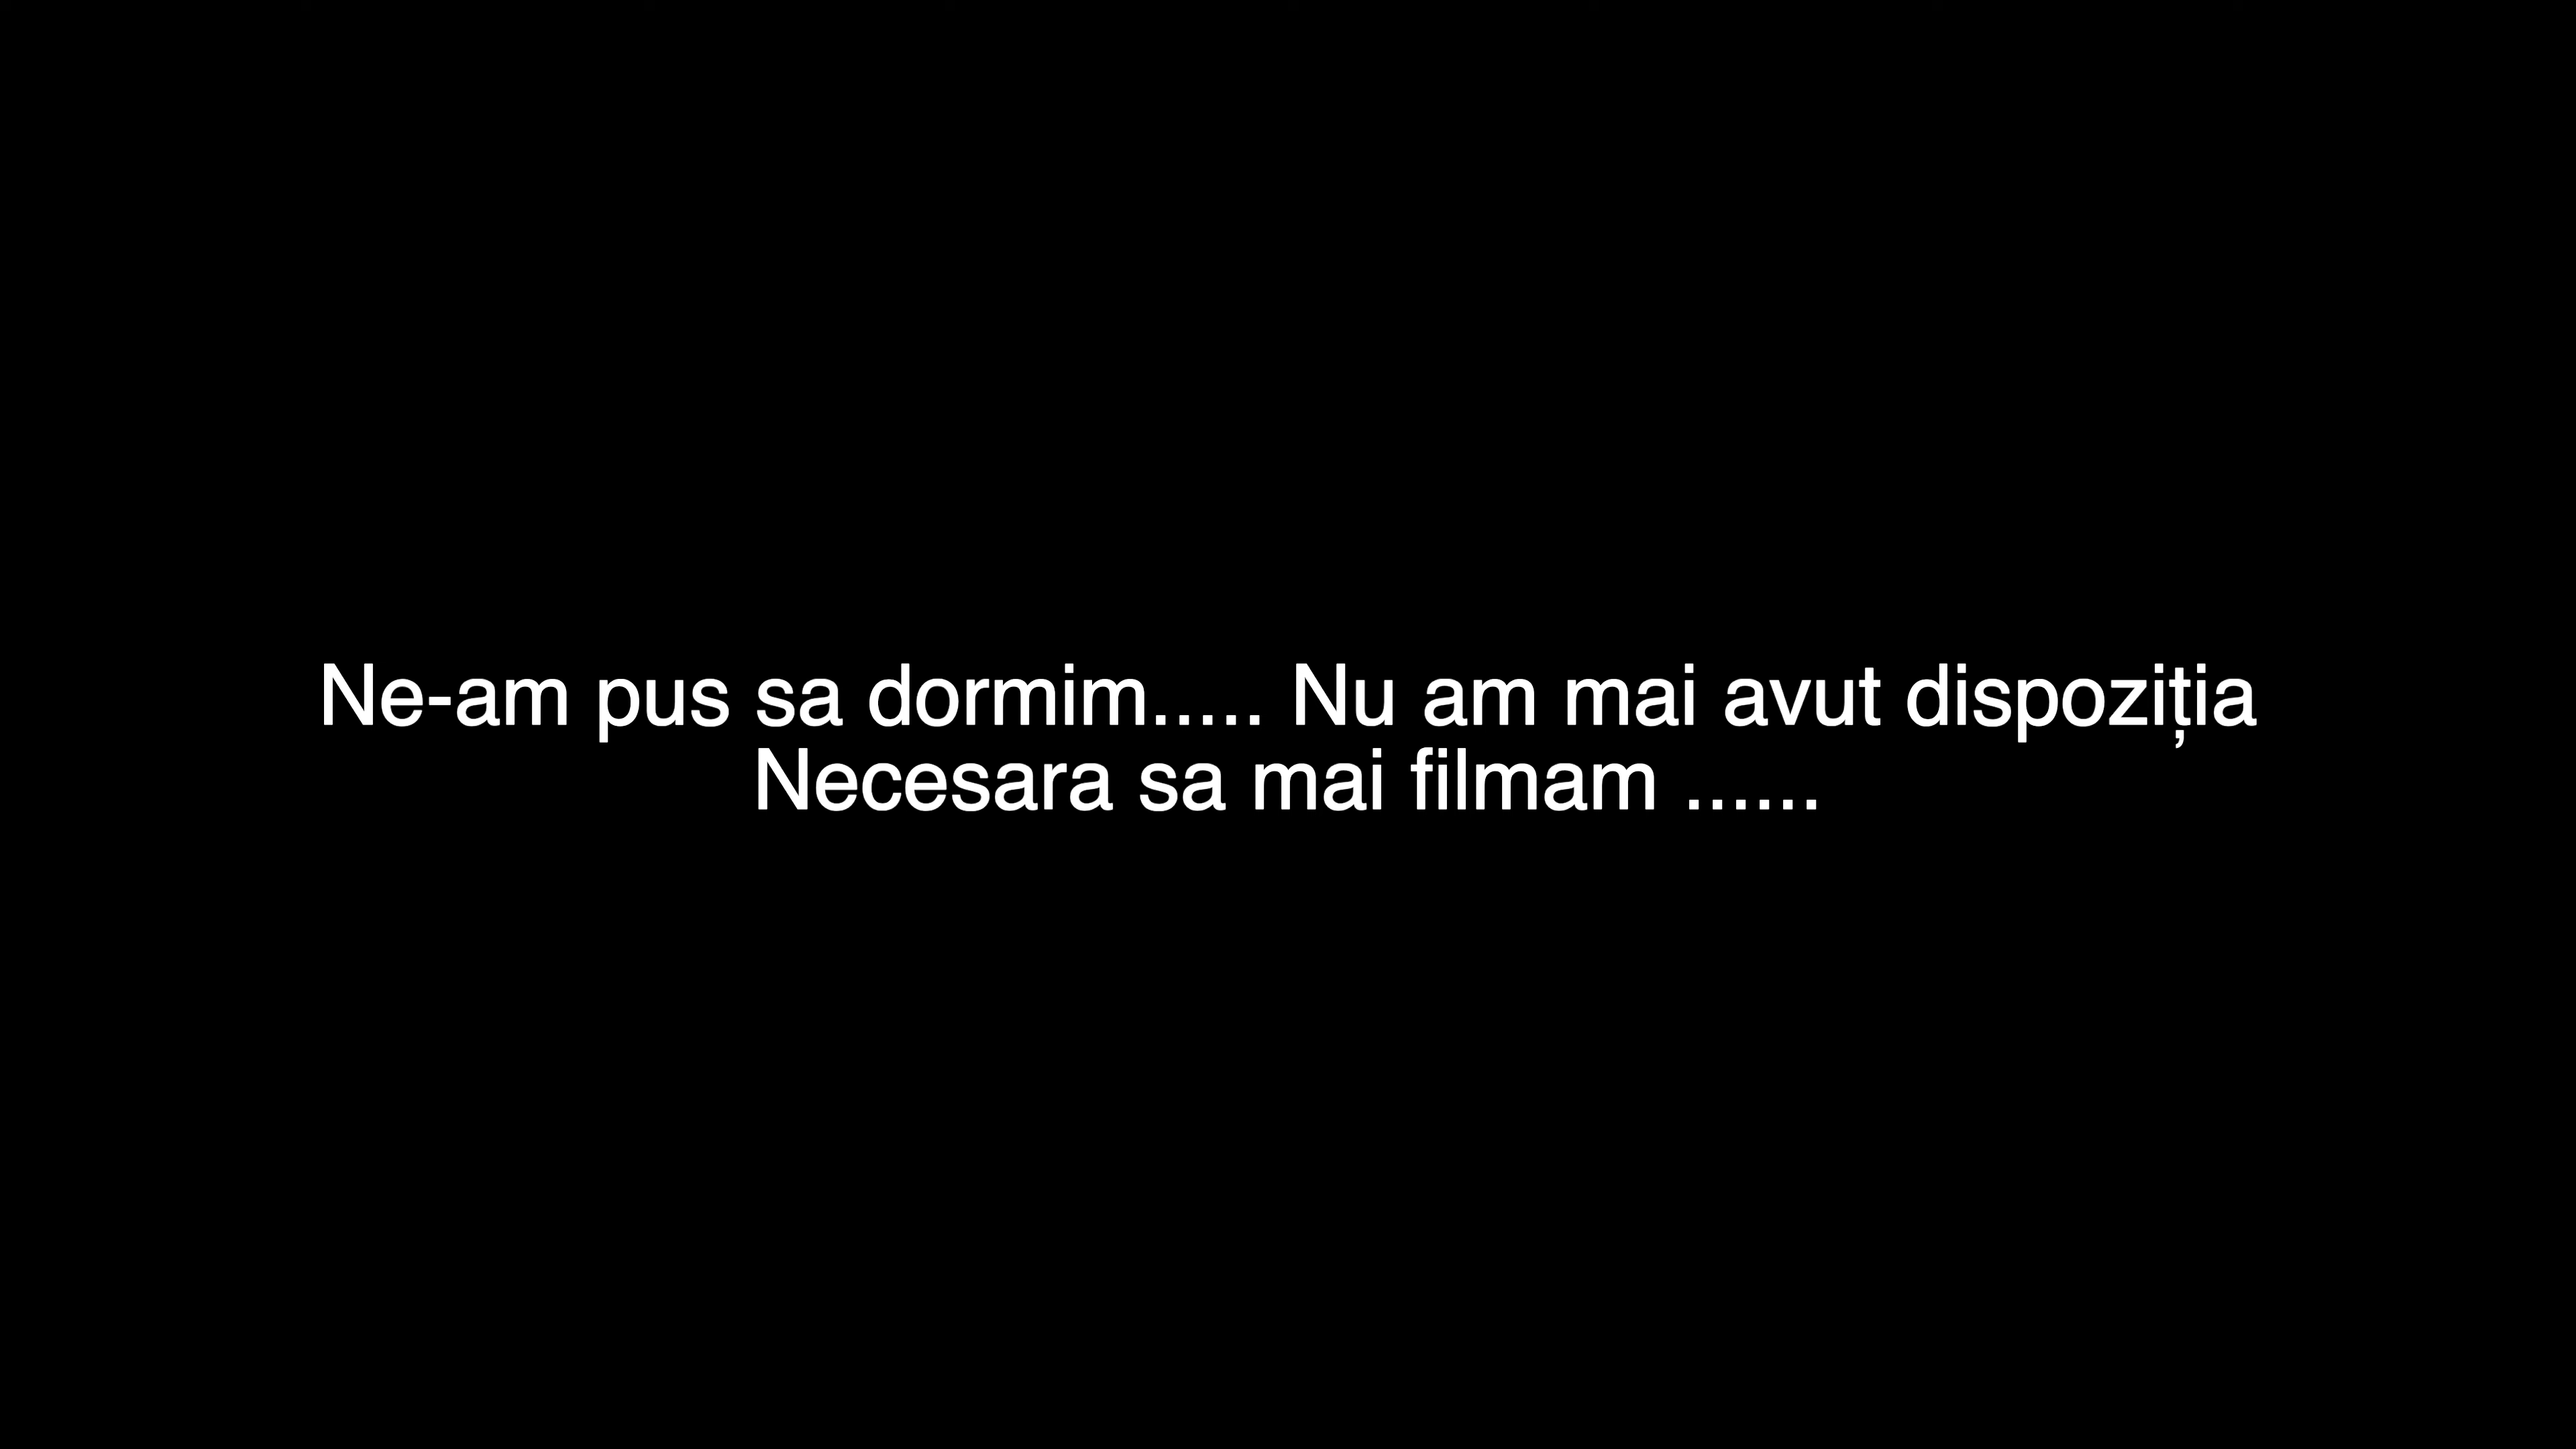 Ne-am pus sa dormim..... Nu am mai avut dispoziția
Necesara sa mai filmam ......